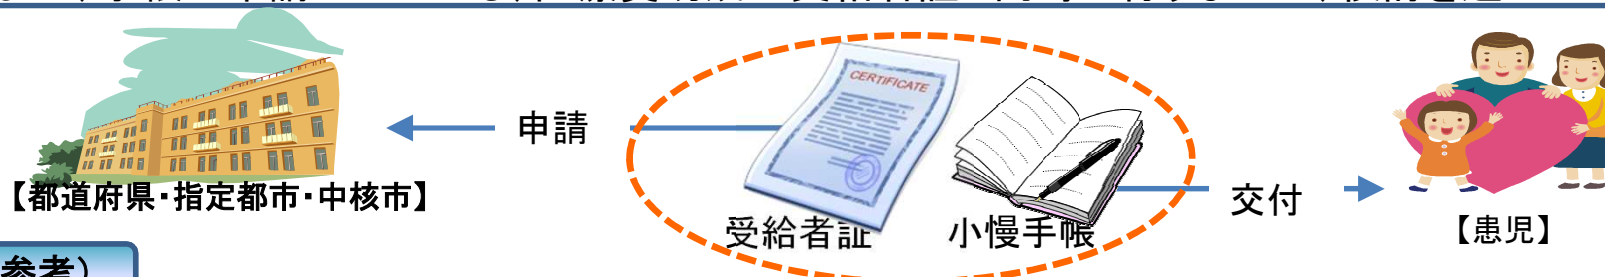 CERTIFICATE
申請
【都道府県・指定都市・中核市】
交付
受給者証
小慢手帳
【患児】
参考）